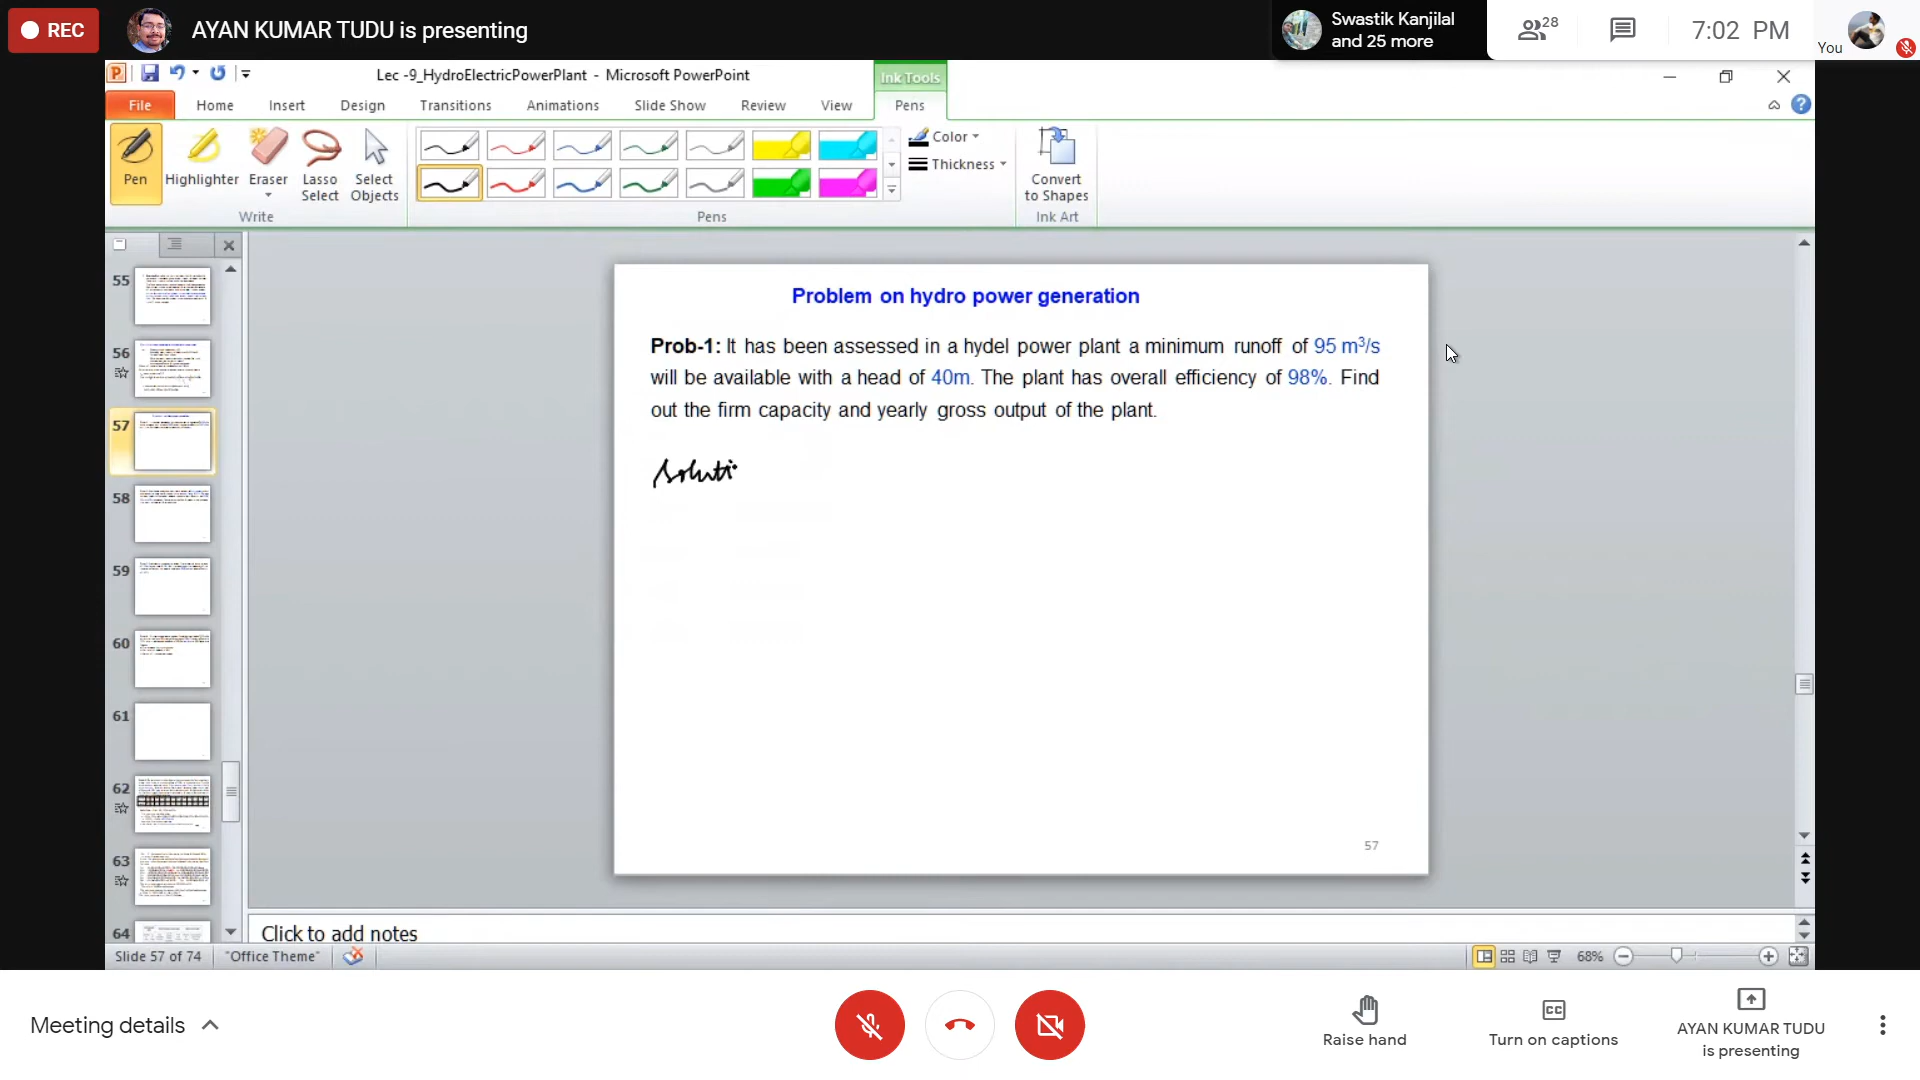 REC
AYAN KUMAR TUDU is presenting
Swastik Kanjilal
and 25 more
28
7:02 PM
You
Lec -9_HydroElectricPowerPlant - Microsoft PowerPoint
Ink Tools
File Home Insert Design Transitions Animations Slide Show Review View Pens
Pen
Highlighter
Eraser
Lasso
Select
Select
Objects
Color
Thickness
Convert
to Shapes
Write
Pens
Ink Art
55
56
57
58
59
60
61
62
63
64
Problem on hydro power generation
Prob-1: It has been assessed in a hydel power plant a minimum runoff of 95 m³/s
will be available with a head of 40m. The plant has overall efficiency of 98%. Find
out the firm capacity and yearly gross output of the plant.
Soluti
57
Click to add notes
Slide 57 of 74
"Office Theme"
68%
Meeting details
Raise hand
Turn on captions
AYAN KUMAR TUDU
is presenting